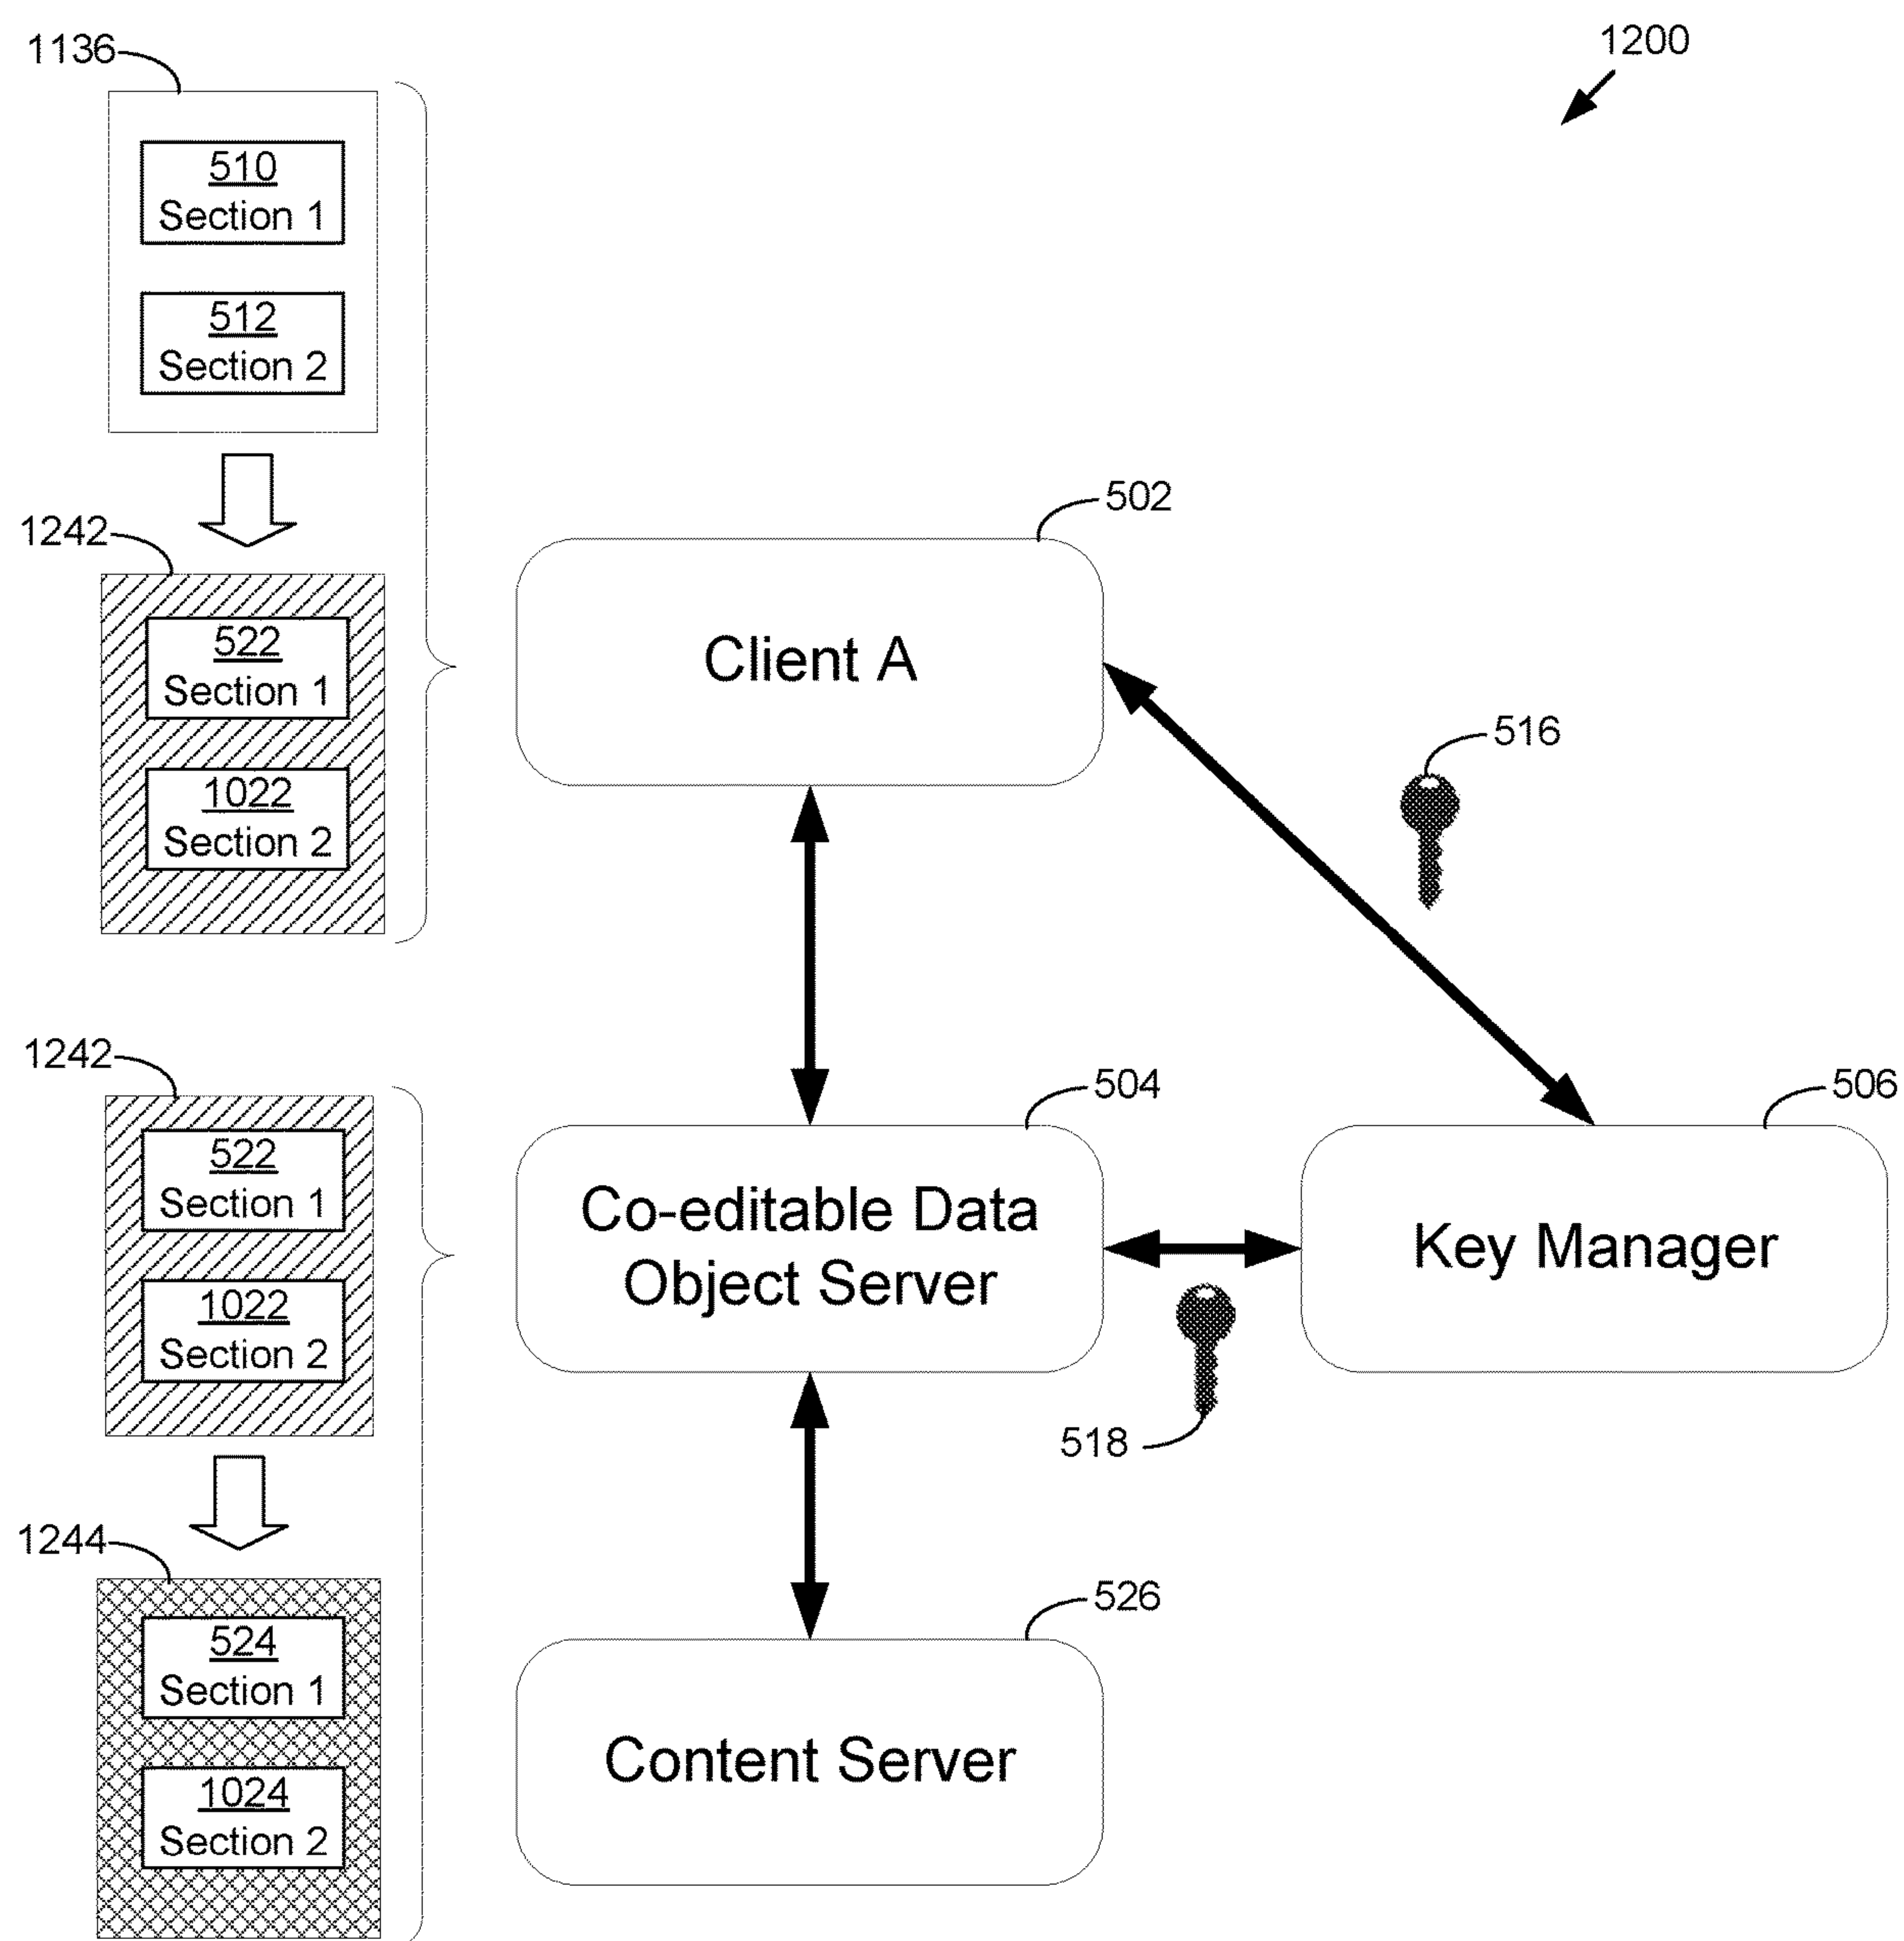 1136
1200
510
Section 1
512
Section 2
1242
522
Section 1
1022
Section 2
502
Client A
516
1242
522
Section 1
1022
Section 2
504
Co-editable Data
Object Server
506
Key Manager
518
1244
524
Section 1
1024
Section 2
526
Content Server